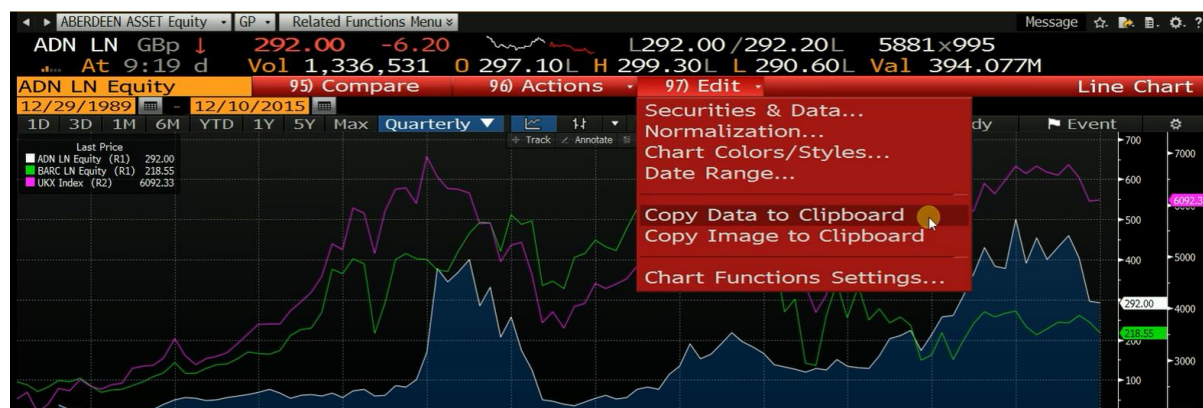 ABERDEEN ASSET Equity GP Related Functions Menu Message
ADN LN GBp ↓ 292.00 -6.20 L292.00/292.20L 5881×995
At 9:19 d Vol 1,336,531 O 297.10L H 299.30L L 290.60L Val 394.077M
ADN LN Equity 95) Compare 96) Actions 97) Edit Line Chart
12/29/1989 - 12/10/2015
Securities & Data...
1D 3D 1M 6M YTD 1Y 5Y Max Quarterly dy Event
Normalization...
Track Annotate
Chart Colors/Styles...
Date Range...
Copy Data to Clipboard
Copy Image to Clipboard
Chart Functions Settings...
Last Price
ADN LN Equity (R1) 292.00
BARC LN Equity (R1) 218.55
UKX Index (R2) 6092.33
700
7000
600
6092.3
500
400
5000
292.00
4000
218.55
200
3000
100